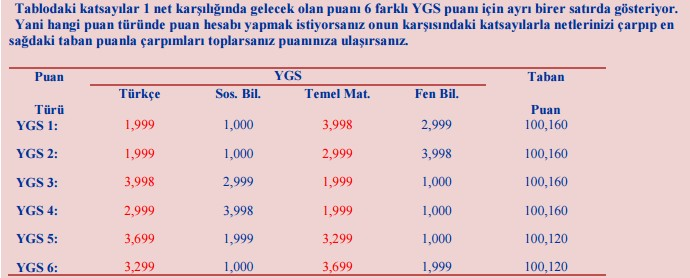 Tablodaki katsayılar 1 net karşılığında gelecek olan puanı 6 farklı YGS puanı için ayrı birer satırda gösteriyor.
Yani hangi puan türünde puan hesabı yapmak istiyorsanız onun karşısındaki katsayılarla netlerinizi çarpıp en
sağdaki taban puanla çarpımları toplarsanız puanınıza ulaşırsanız.
Puan YGS Taban
Türkçe Sos. Bil. Temel Mat. Fen Bil.
Türü Puan
YGS 1: 1,999 1,000 3,998 2,999 100,160
YGS 2: 1,999 1,000 2,999 3,998 100,160
YGS 3: 3,998 2,999 1,999 1,000 100,160
YGS 4: 2,999 3,998 1,999 1,000 100,160
YGS 5: 3,699 1,999 3,299 1,000 100,120
YGS 6: 3,299 1,000 3,699 1,999 100,120